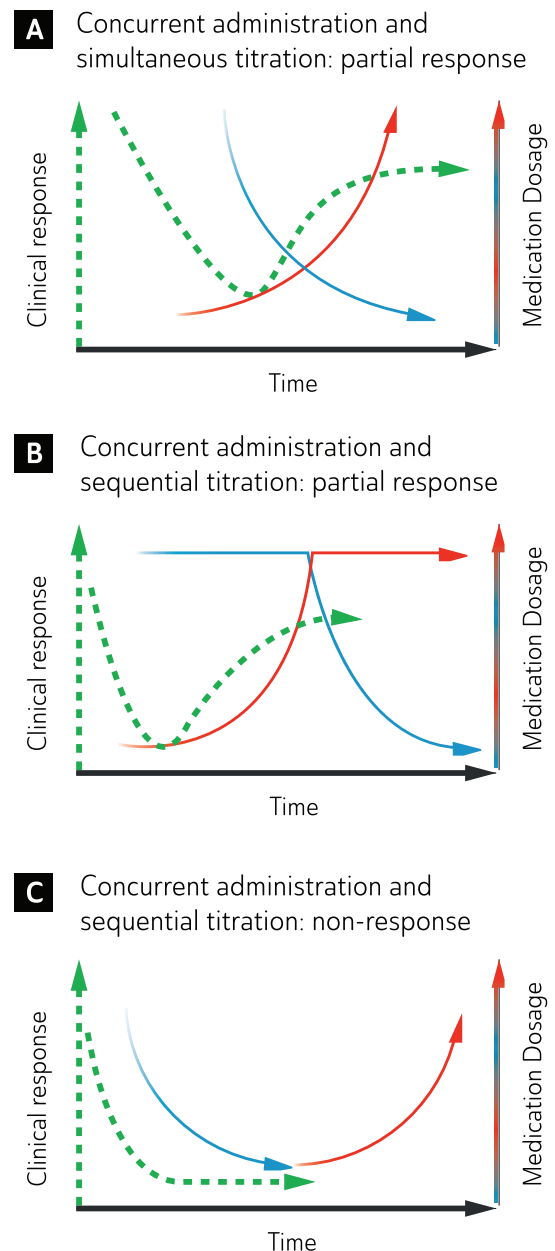 A
Concurrent administration and
simultaneous titration: partial response
Clinical response
Medication Dosage
Time
B
Concurrent administration and
sequential titration: partial response
Clinical response
Medication Dosage
Time
C
Concurrent administration and
sequential titration: non-response
Clinical response
Medication Dosage
Time